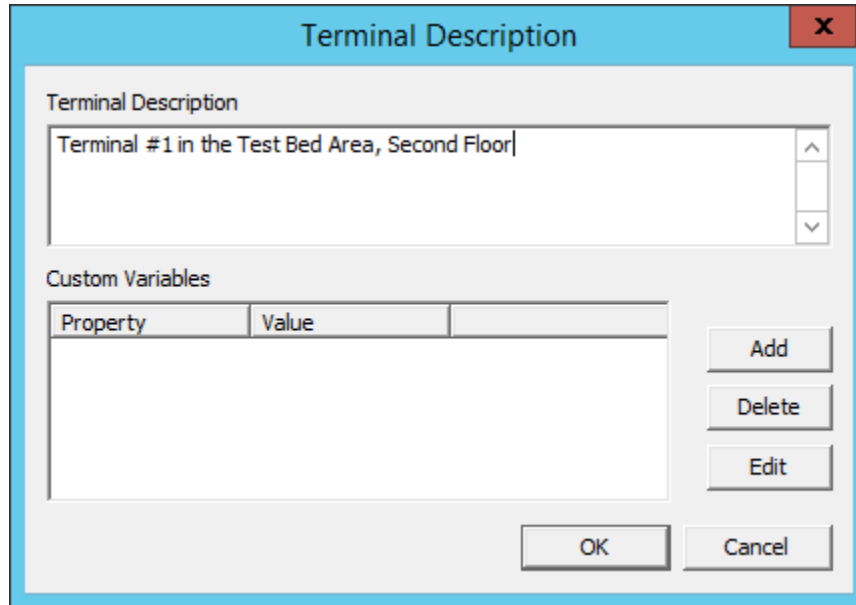 Terminal Description
x
Terminal Description
Terminal #1 in the Test Bed Area, Second Floor
Custom Variables
Property Value
Add
Delete
Edit
OK Cancel